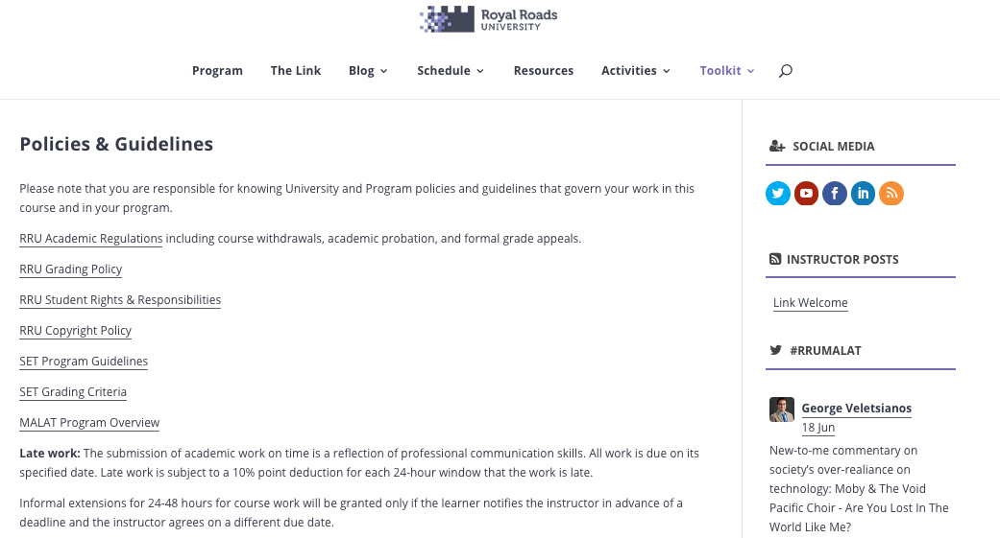 Royal Roads
UNIVERSITY
Program The Link Blog Schedule Resources Activities Toolkit
Policies & Guidelines
Please note that you are responsible for knowing University and Program policies and guidelines that govern your work in this
course and in your program.
RRU Academic Regulations including course withdrawals, academic probation, and formal grade appeals.
RRU Grading Policy
RRU Student Rights & Responsibilities
RRU Copyright Policy
SET Program Guidelines
SET Grading Criteria
MALAT Program Overview
Late work: The submission of academic work on time is a reflection of professional communication skills. All work is due on its
specified date. Late work is subject to a 10% point deduction for each 24-hour window that the work is late.
Informal extensions for 24-48 hours for course work will be granted only if the learner notifies the instructor in advance of a
deadline and the instructor agrees on a different due date.
SOCIAL MEDIA
INSTRUCTOR POSTS
Link Welcome
#RRUMALAT
George Veletsianos
18 Jun
New-to-me commentary on
society's over-realiance on
technology: Moby & The Void
Pacific Choir - Are You Lost In The
World Like Me?